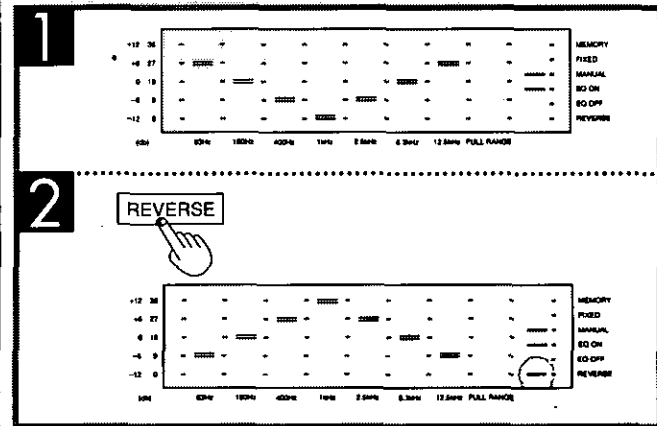 1
+12 36 MEMORY
+6 27 FIXED
0 18 MANUAL
EQ ON
-6 9 EQ OFF
-12 0 REVERSE
(dB) 63Hz 160Hz 400Hz 1kHz 2.5kHz 6.3kHz 12.5kHz FULL RANGE
2
REVERSE
+12 36 MEMORY
+6 27 FIXED
0 18 MANUAL
EQ ON
-6 9 EQ OFF
-12 0 REVERSE
(dB) 63Hz 160Hz 400Hz 1kHz 2.5kHz 6.3kHz 12.5kHz FULL RANGE